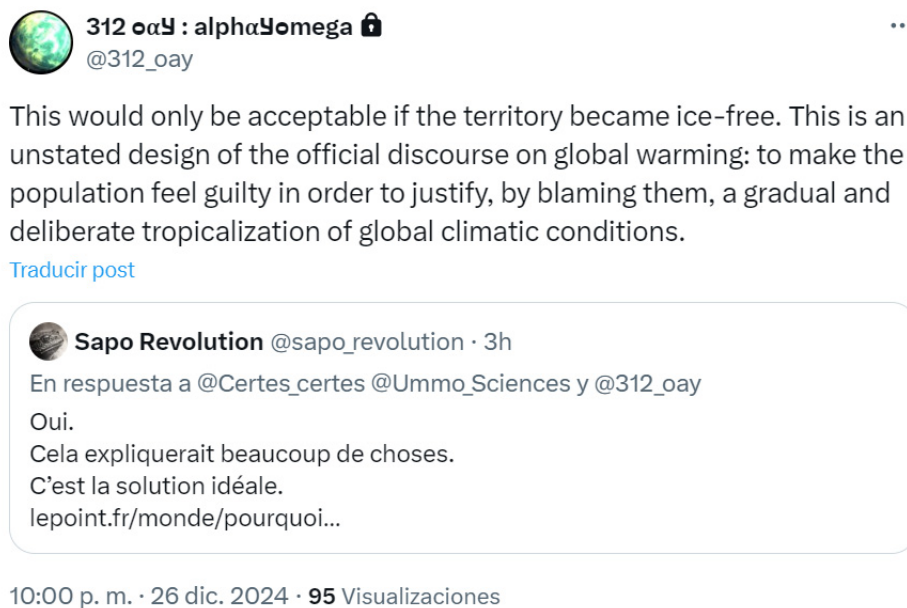 312 oαy : alphαyomega
@312_oay
This would only be acceptable if the territory became ice-free. This is an
unstated design of the official discourse on global warming: to make the
population feel guilty in order to justify, by blaming them, a gradual and
deliberate tropicalization of global climatic conditions.
Traducir post
Sapo Revolution @sapo_revolution · 3h
En respuesta a @Certes_certes @Ummo_Sciences y @312_oay
Oui.
Cela expliquerait beaucoup de choses.
C’est la solution idéale.
lepoint.fr/monde/pourquoi...
10:00 p. m. · 26 dic. 2024 · 95 Visualizaciones